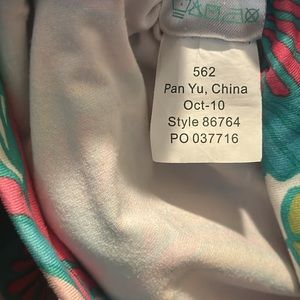 562
Pan Yu, China
Oct-10
Style 86764
PO 037716